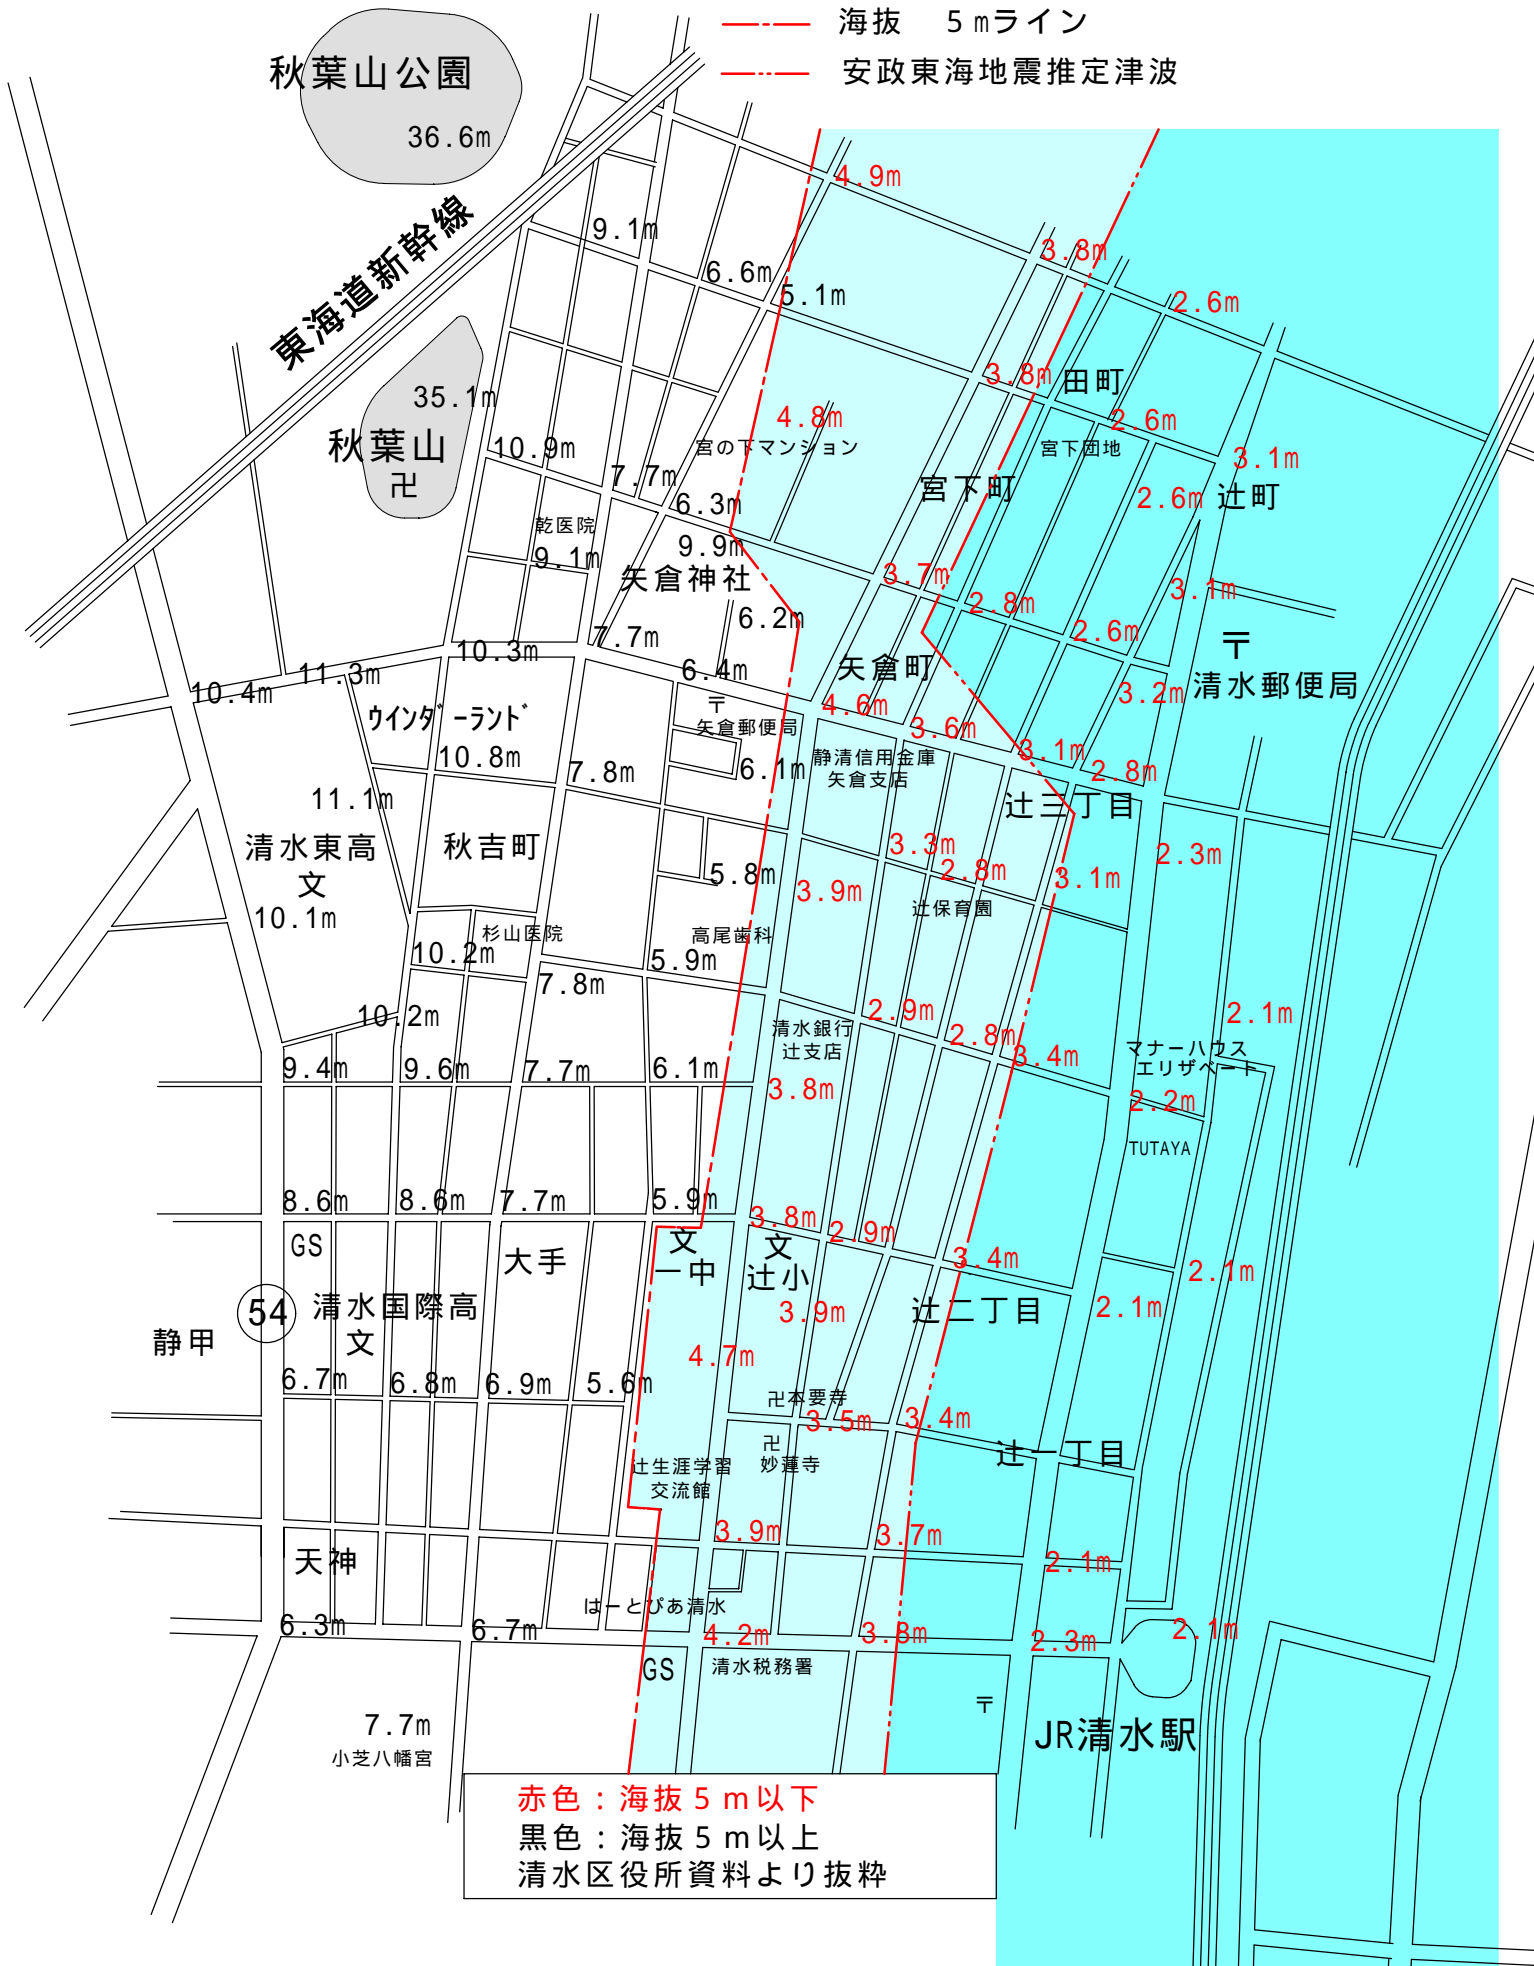 海抜　5mライン
安政東海地震推定津波
秋葉山公園
36.6m
東海道新幹線
4.9m
9.1m
3.8m
6.6m
5.1m
2.6m
3.8m
田町
35.1m
秋葉山
卍
4.8m
2.6m
宮の下マンション
宮下団地
10.9m
3.1m
7.7m
宮下町
2.6m
辻町
6.3m
乾医院
9.1m
9.9m
矢倉神社
3.7m
2.8m
3.1m
6.2m
7.7m
2.6m
〒
清水郵便局
10.3m
11.3m
10.4m
6.4m
矢倉町
3.2m
4.6m
〒
矢倉郵便局
ウインダーランド
3.6m
10.8m
3.1m
静清信用金庫
矢倉支店
7.8m
6.1m
2.8m
11.1m
辻三丁目
清水東高
文
10.1m
秋吉町
3.3m
2.3m
5.8m
3.9m
2.8m
3.1m
辻保育園
杉山医院
高尾歯科
10.2m
5.9m
7.8m
10.2m
2.9m
2.1m
清水銀行
辻支店
2.8m
3.4m
マナーハウス
エリザベート
9.4m
9.6m
7.7m
6.1m
3.8m
2.2m
TUTAYA
8.6m
8.6m
7.7m
5.9m
3.8m
2.9m
GS
大手
文
一中
文
辻小
3.4m
2.1m
54
清水国際高
文
静甲
3.9m
辻二丁目
2.1m
4.7m
6.7m
6.8m
6.9m
5.6m
卍本要寺
3.5m
3.4m
卍
妙蓮寺
辻一丁目
辻生涯学習
交流館
3.9m
3.7m
2.1m
天神
はーとぴあ清水
6.3m
6.7m
4.2m
3.8m
2.3m
2.1m
GS
清水税務署
〒
7.7m
小芝八幡宮
JR清水駅
赤色：海抜５ｍ以下
黒色：海抜５ｍ以上
清水区役所資料より抜粋